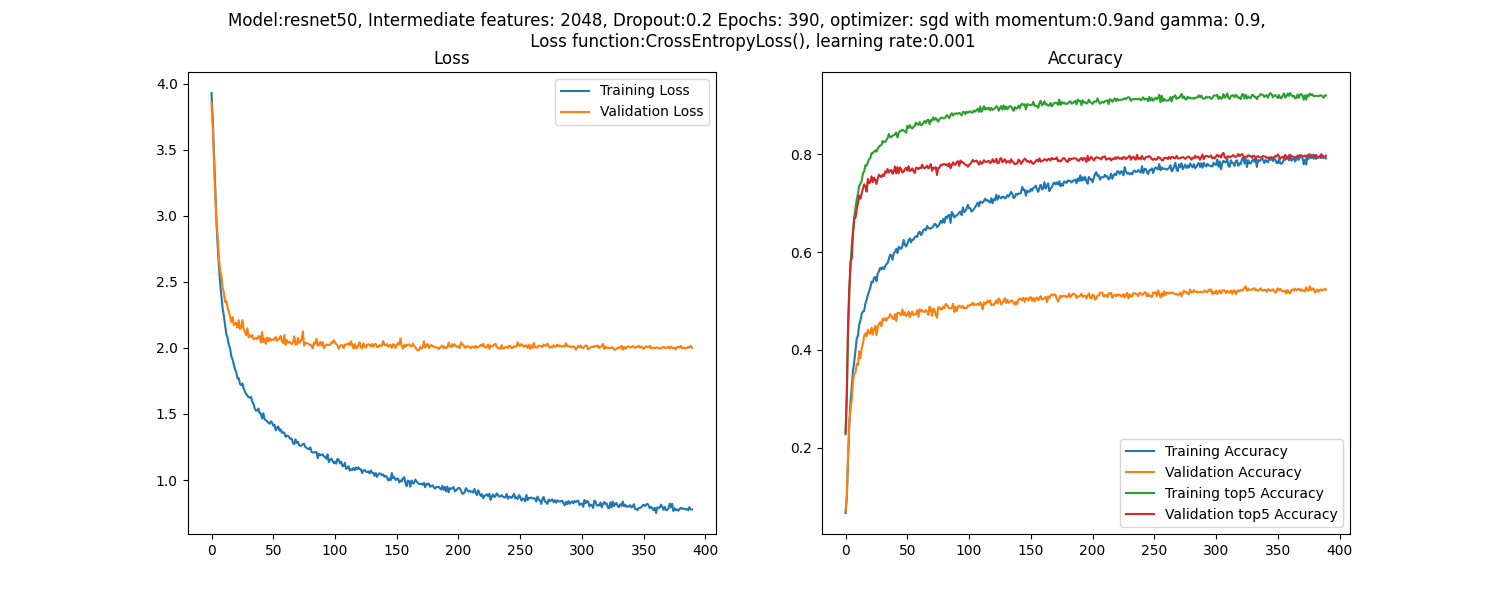 Model:resnet50, Intermediate features: 2048, Dropout:0.2 Epochs: 390, optimizer: sgd with momentum:0.9and gamma: 0.9,
Loss function:CrossEntropyLoss(), learning rate:0.001
Loss
4.0
3.5
3.0
2.5
2.0
1.5
1.0
0
50
100
150
200
250
300
350
400
Training Loss
Validation Loss
Accuracy
0.8
0.6
0.4
0.2
0
50
100
150
200
250
300
350
400
Training Accuracy
Validation Accuracy
Training top5 Accuracy
Validation top5 Accuracy